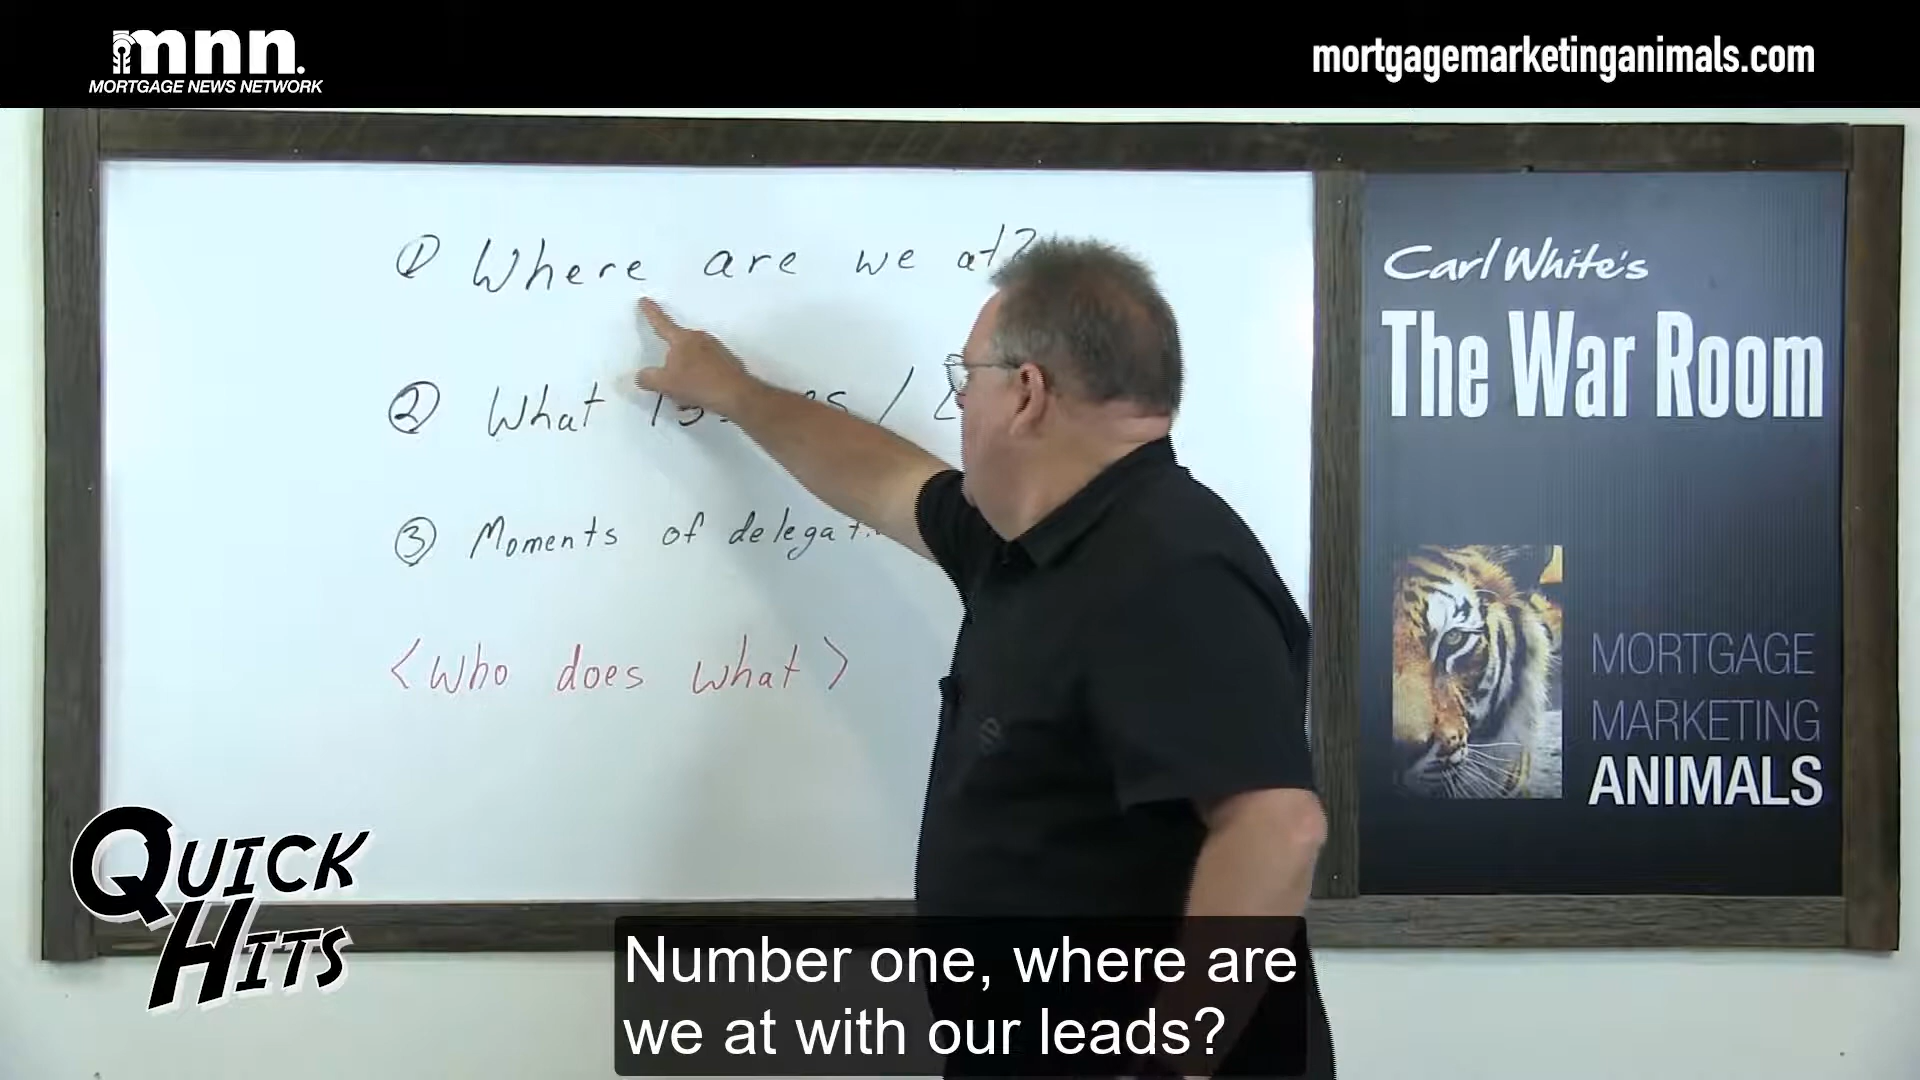 mnn.
MORTGAGE NEWS NETWORK
mortgagemarketinganimals.com
① Where are we at?
② What /
③ Moments of
<Who does what>
Carl White's
The War Room
MORTGAGE
MARKETING
ANIMALS
QUICK
HITS
Number one, where are
we at with our leads?